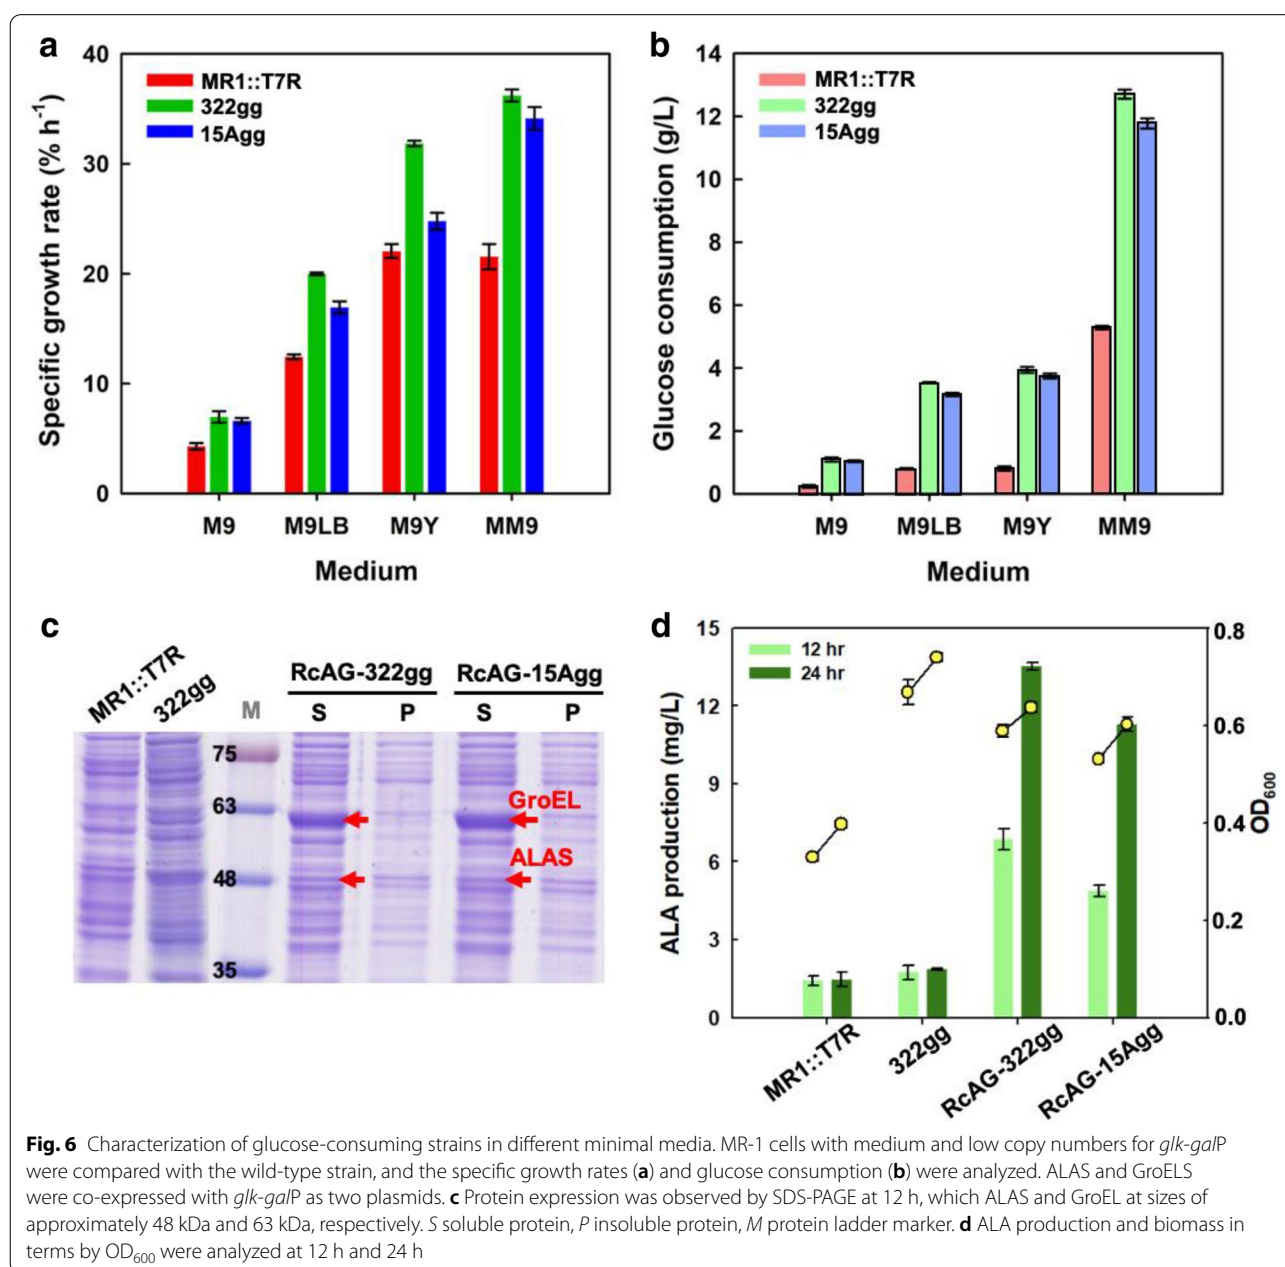 a
40
30
20
10
0
Specific growth rate (% h⁻¹)
MR1::T7R
322gg
15Agg
M9 M9LB M9Y MM9
Medium
b
14
12
10
8
6
4
2
0
Glucose consumption (g/L)
MR1::T7R
322gg
15Agg
M9 M9LB M9Y MM9
Medium
c
MR1::T7R
322gg
M
RcAG-322gg RcAG-15Agg
S P S P
75
63
48
35
GroEL
ALAS
d
15
12
9
6
3
0
ALA production (mg/L)
12 hr
24 hr
0.8
0.6
0.4
0.2
0.0
OD₆₀₀
MR1::T7R
322gg
RcAG-322gg
RcAG-15Agg
Fig. 6 Characterization of glucose-consuming strains in different minimal media. MR-1 cells with medium and low copy numbers for glk-galP
were compared with the wild-type strain, and the specific growth rates (a) and glucose consumption (b) were analyzed. ALAS and GroELS
were co-expressed with glk-galP as two plasmids. c Protein expression was observed by SDS-PAGE at 12 h, which ALAS and GroEL at sizes of
approximately 48 kDa and 63 kDa, respectively. S soluble protein, P insoluble protein, M protein ladder marker. d ALA production and biomass in
terms by OD₆₀₀ were analyzed at 12 h and 24 h